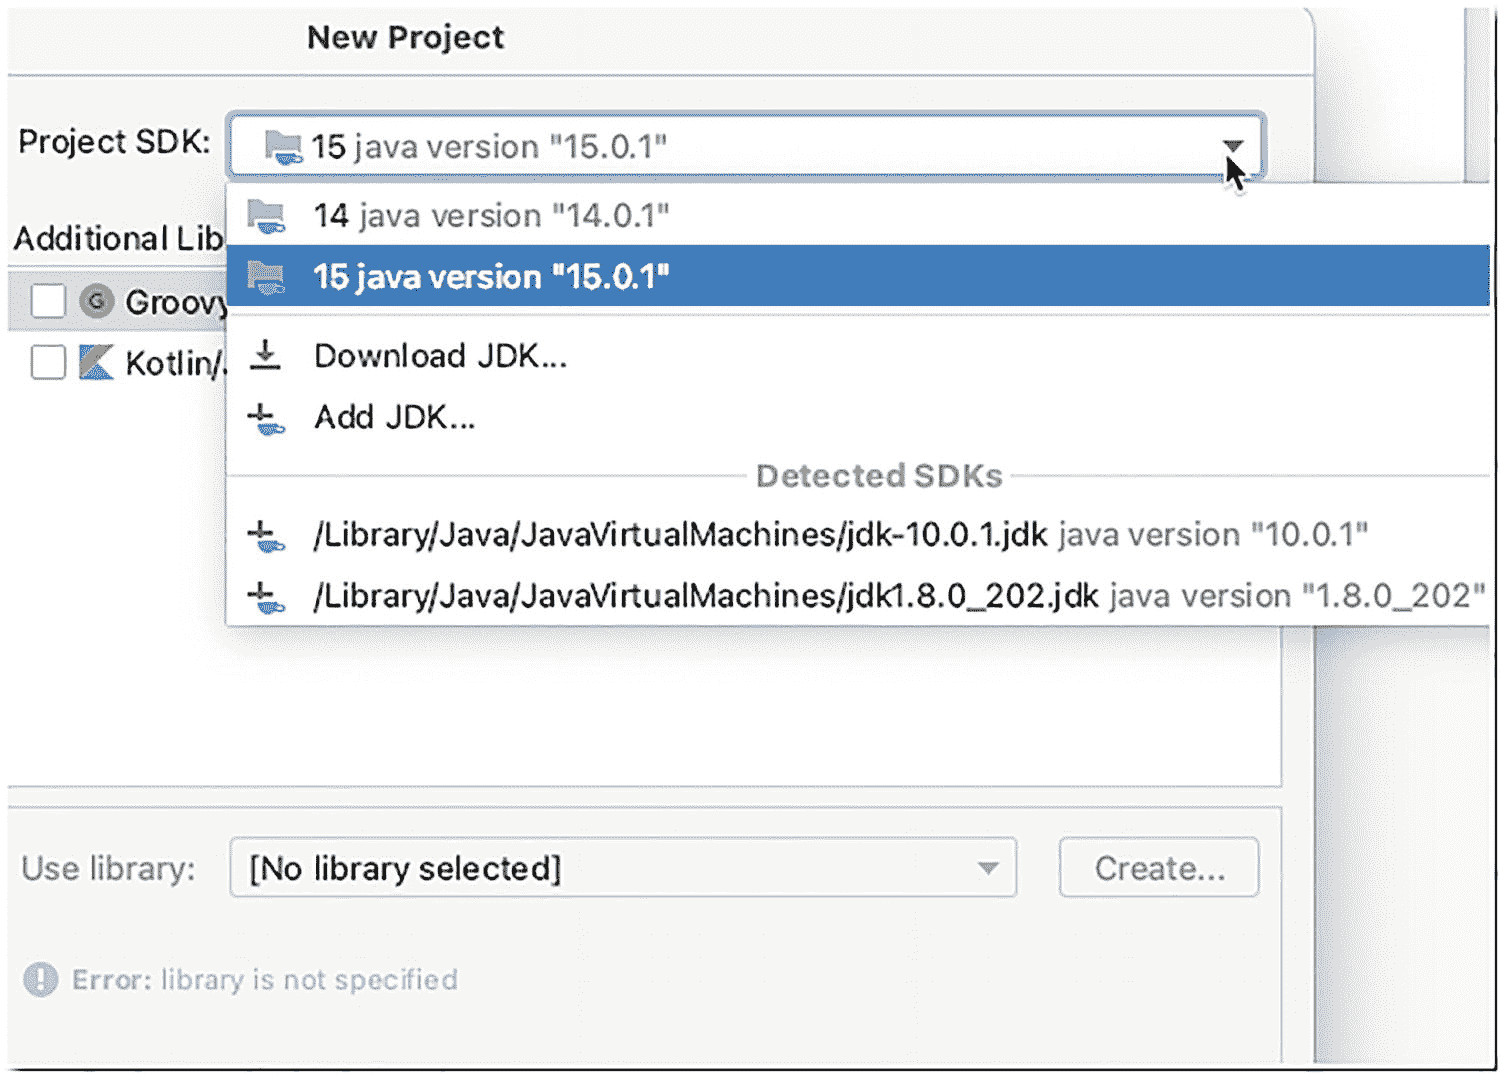 New Project
Project SDK: 15 java version "15.0.1"
14 java version "14.0.1"
Additional Lib
15 java version "15.0.1"
G Groovy
Download JDK...
Kotlin/.
Add JDK...
Detected SDKs
/Library/Java/JavaVirtualMachines/jdk-10.0.1.jdk java version "10.0.1"
/Library/Java/JavaVirtualMachines/jdk1.8.0_202.jdk java version "1.8.0_202"
Use library: [No library selected] Create...
Error: library is not specified